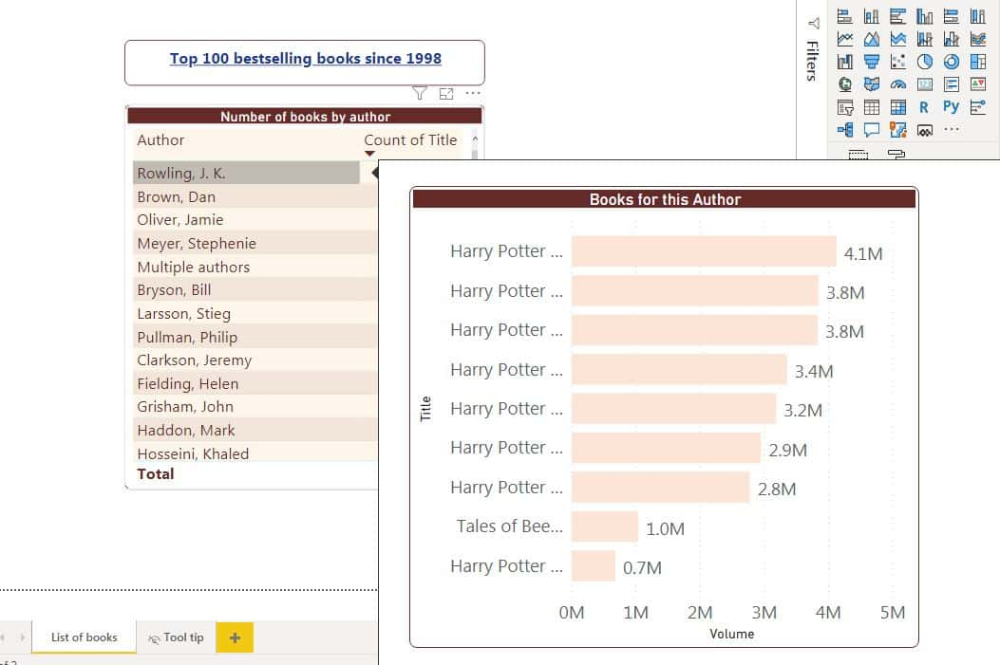 Top 100 bestselling books since 1998
Filters
Number of books by author
Author Count of Title
Rowling, J. K.
Brown, Dan
Oliver, Jamie
Meyer, Stephenie
Multiple authors
Bryson, Bill
Larsson, Stieg
Pullman, Philip
Clarkson, Jeremy
Fielding, Helen
Grisham, John
Haddon, Mark
Hosseini, Khaled
Total
R Py
123
Books for this Author
Title
Harry Potter ... 4.1M
Harry Potter ... 3.8M
Harry Potter ... 3.8M
Harry Potter ... 3.4M
Harry Potter ... 3.2M
Harry Potter ... 2.9M
Harry Potter ... 2.8M
Tales of Bee... 1.0M
Harry Potter ... 0.7M
0M 1M 2M 3M 4M 5M
Volume
List of books Tool tip +